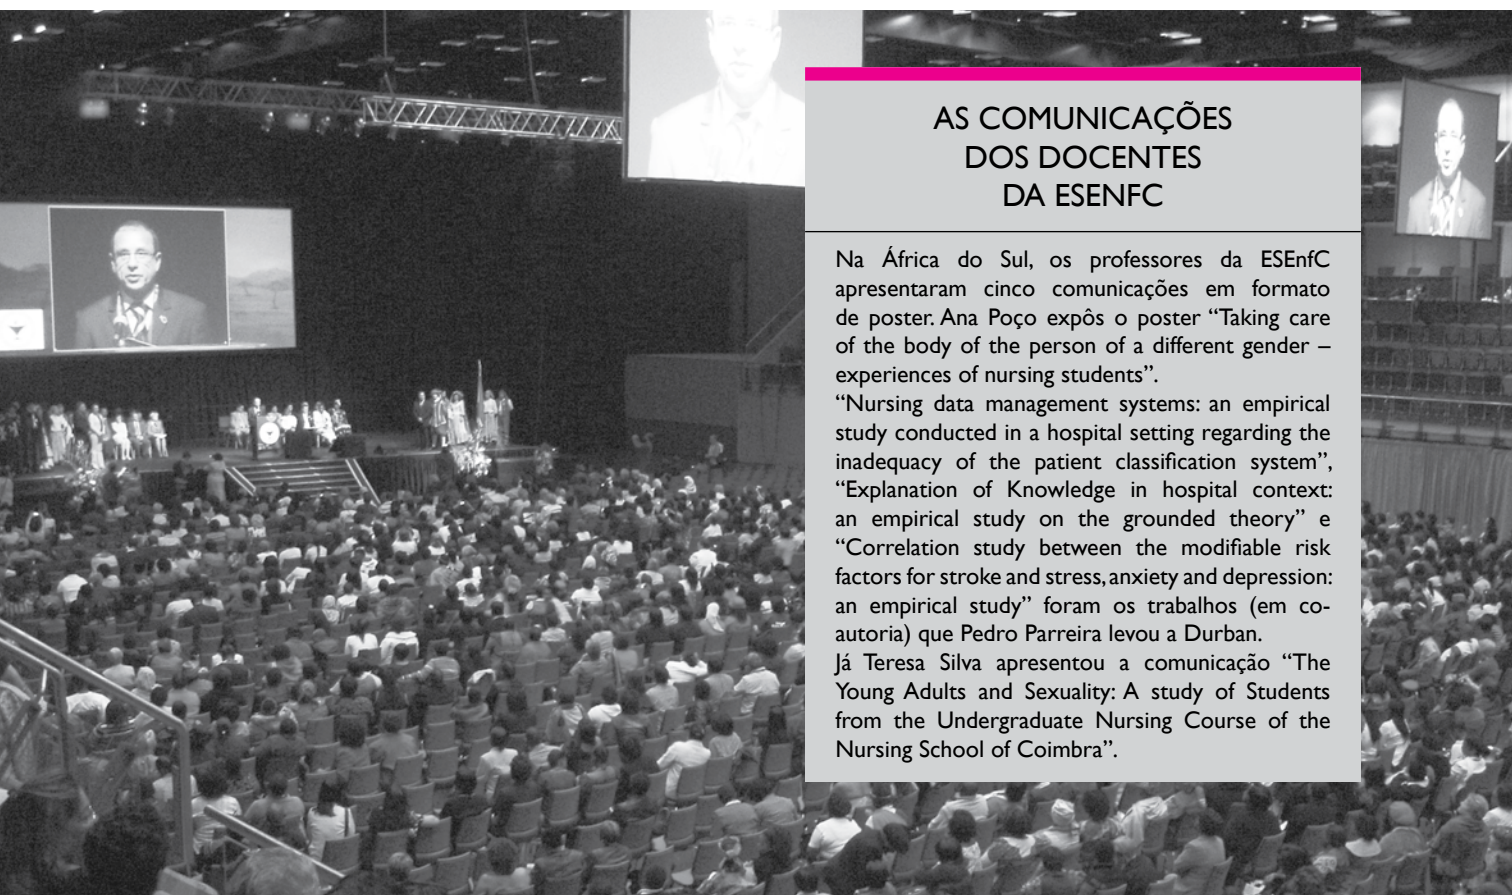 AS COMUNICAÇÕES
DOS DOCENTES
DA ESENFC
Na África do Sul, os professores da ESEnfC
apresentaram cinco comunicações em formato
de poster. Ana Poço expôs o poster “Taking care
of the body of the person of a different gender –
experiences of nursing students”.
“Nursing data management systems: an empirical
study conducted in a hospital setting regarding the
inadequacy of the patient classification system”,
“Explanation of Knowledge in hospital context:
an empirical study on the grounded theory” e
“Correlation study between the modifiable risk
factors for stroke and stress, anxiety and depression:
an empirical study” foram os trabalhos (em co-
autoria) que Pedro Parreira levou a Durban.
Já Teresa Silva apresentou a comunicação “The
Young Adults and Sexuality: A study of Students
from the Undergraduate Nursing Course of the
Nursing School of Coimbra”.